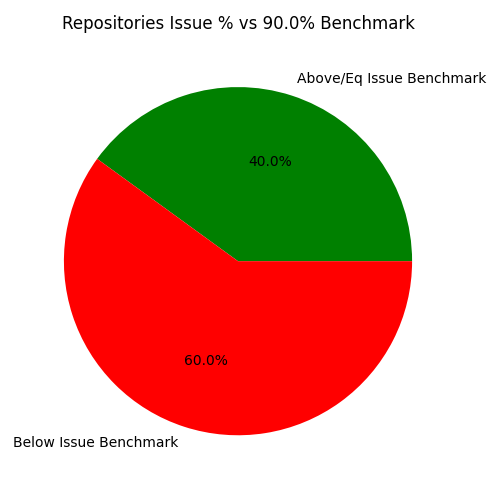 Repositories Issue % vs 90.0% Benchmark
Above/Eq Issue Benchmark
40.0%
60.0%
Below Issue Benchmark